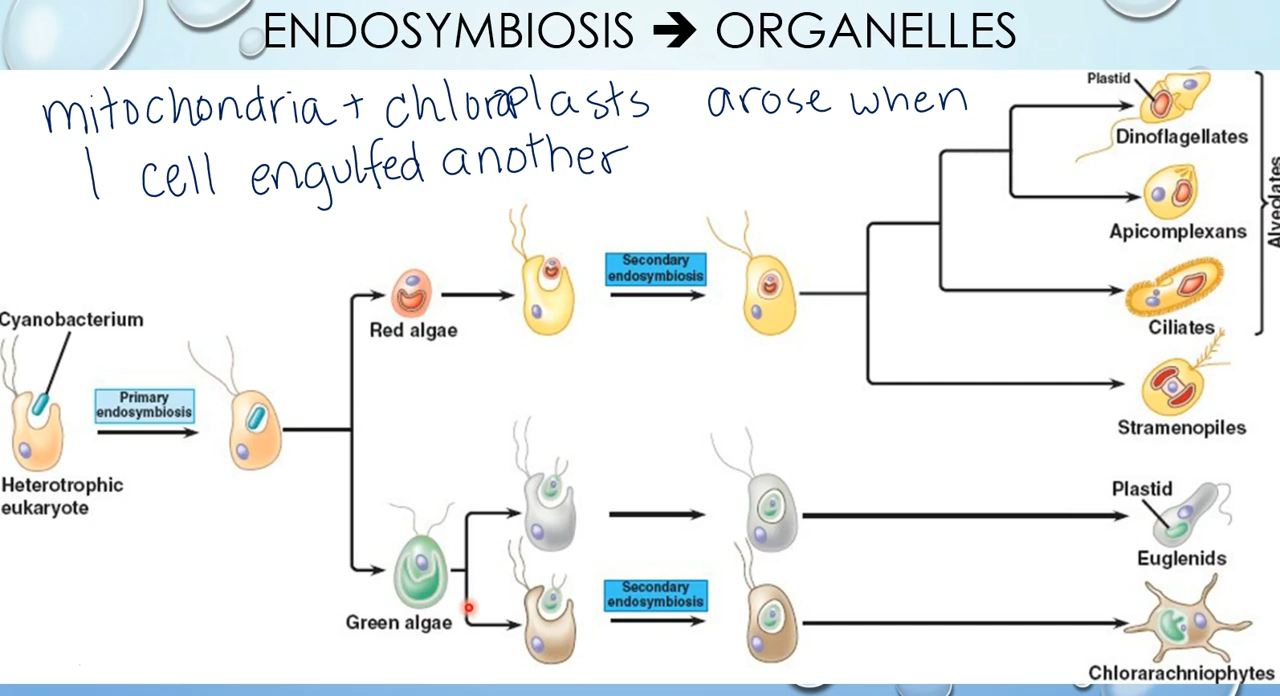 ENDOSYMBIOSIS → ORGANELLES
mitochondria + chloroplasts arose when
1 cell engulfed another
Plastid
Dinoflagellates
Apicomplexans
Ciliates
Alveolates
Stramenopiles
Secondary
endosymbiosis
Red algae
Cyanobacterium
Primary
endosymbiosis
Heterotrophic
eukaryote
Plastid
Euglenids
Green algae
Secondary
endosymbiosis
Chlorarachniophytes